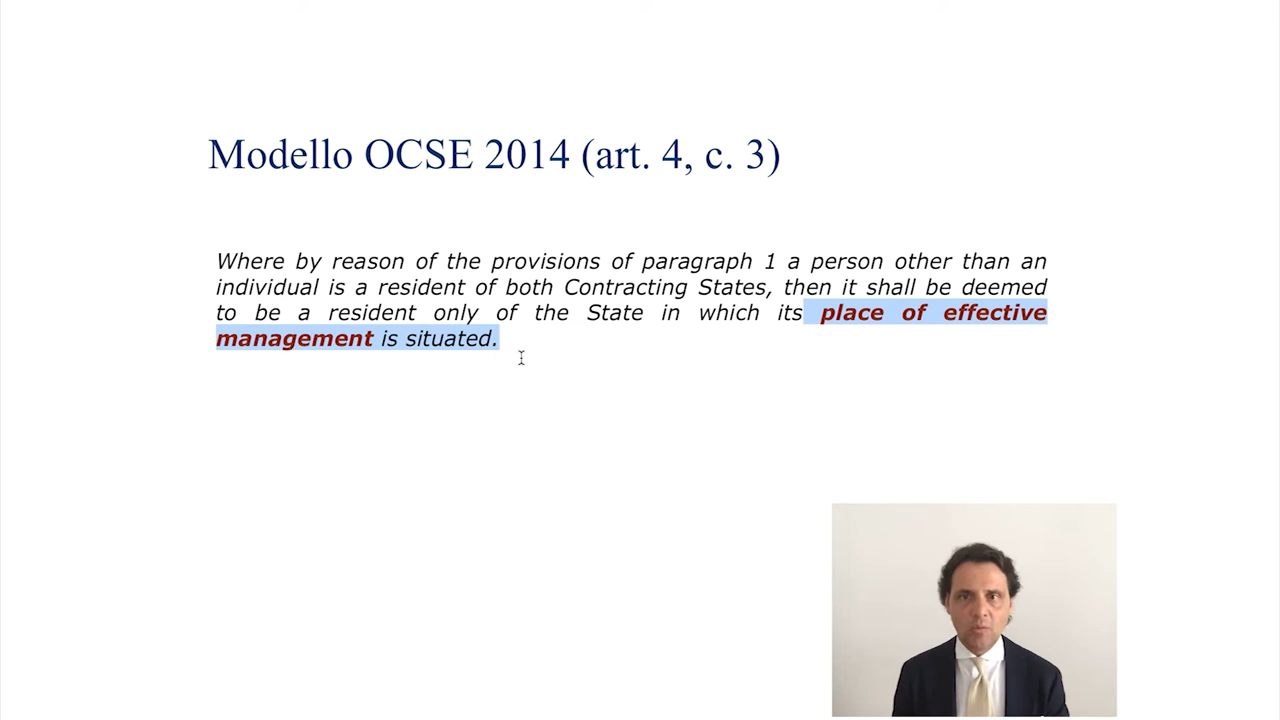 Modello OCSE 2014 (art. 4, c. 3)
Where by reason of the provisions of paragraph 1 a person other than an
individual is a resident of both Contracting States, then it shall be deemed
to be a resident only of the State in which its place of effective
management is situated.